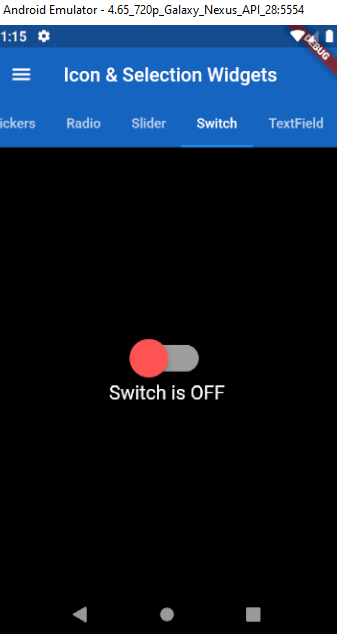 Android Emulator - 4.65_720p_Galaxy_Nexus_API_28:5554
1:15
DEBUG
Icon & Selection Widgets
ickers Radio Slider Switch TextField
Switch is OFF